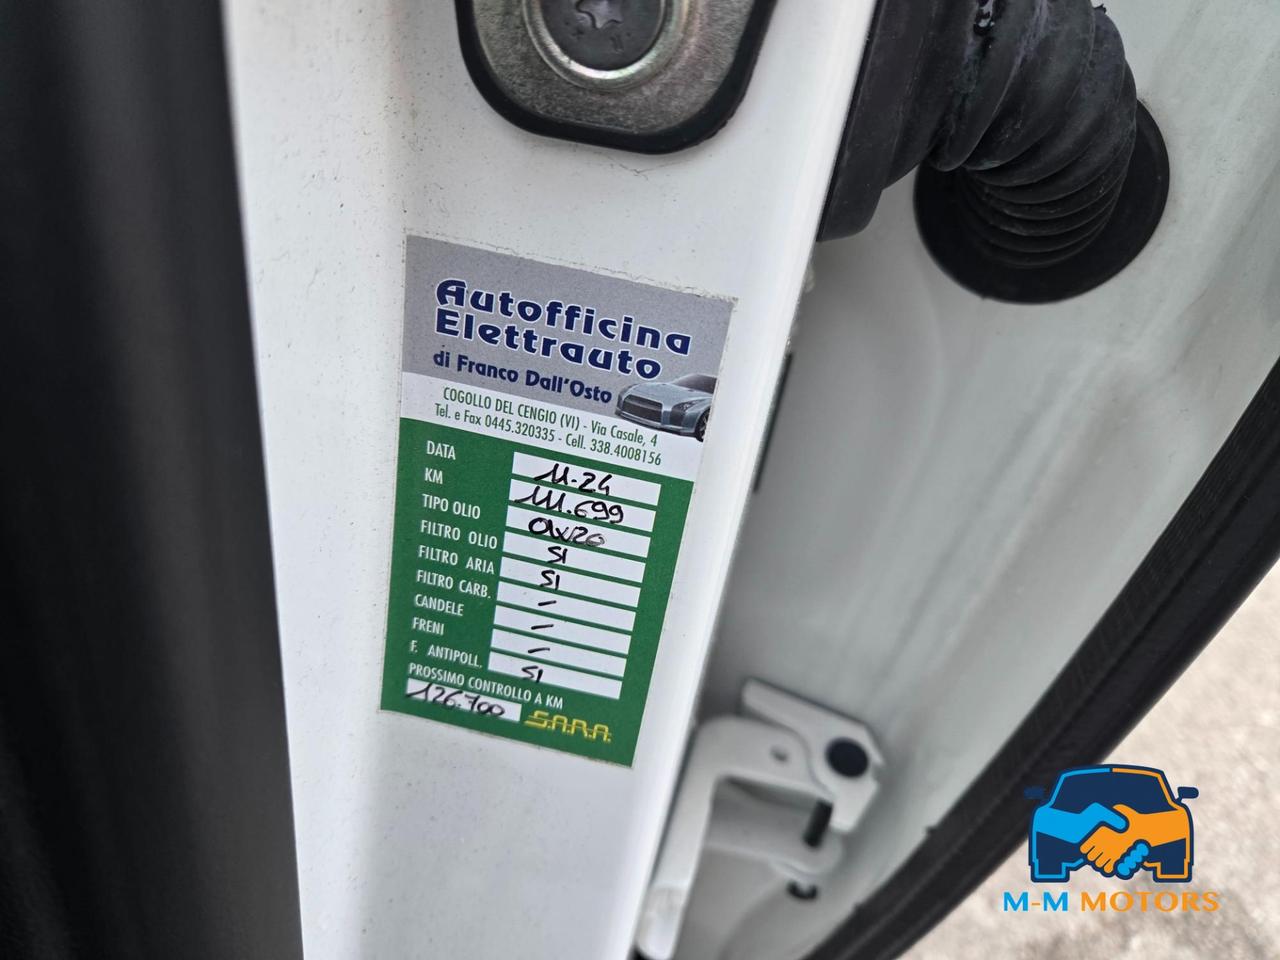 Autofficina
Elettrauto
di Franco Dall'Osto
COGOLLO DEL CENGIO (VI) - Via Casale, 4
Tel. e Fax 0445.320335 - Cell. 338.4008156
DATA 11-24
KM 111.699
TIPO OLIO 0W20
FILTRO OLIO SI
FILTRO ARIA SI
FILTRO CARB. -
CANDELE -
FRENI -
F. ANTIPOLL. SI
PROSSIMO CONTROLLO A KM
126.700 S.A.R.A.
M-M MOTORS